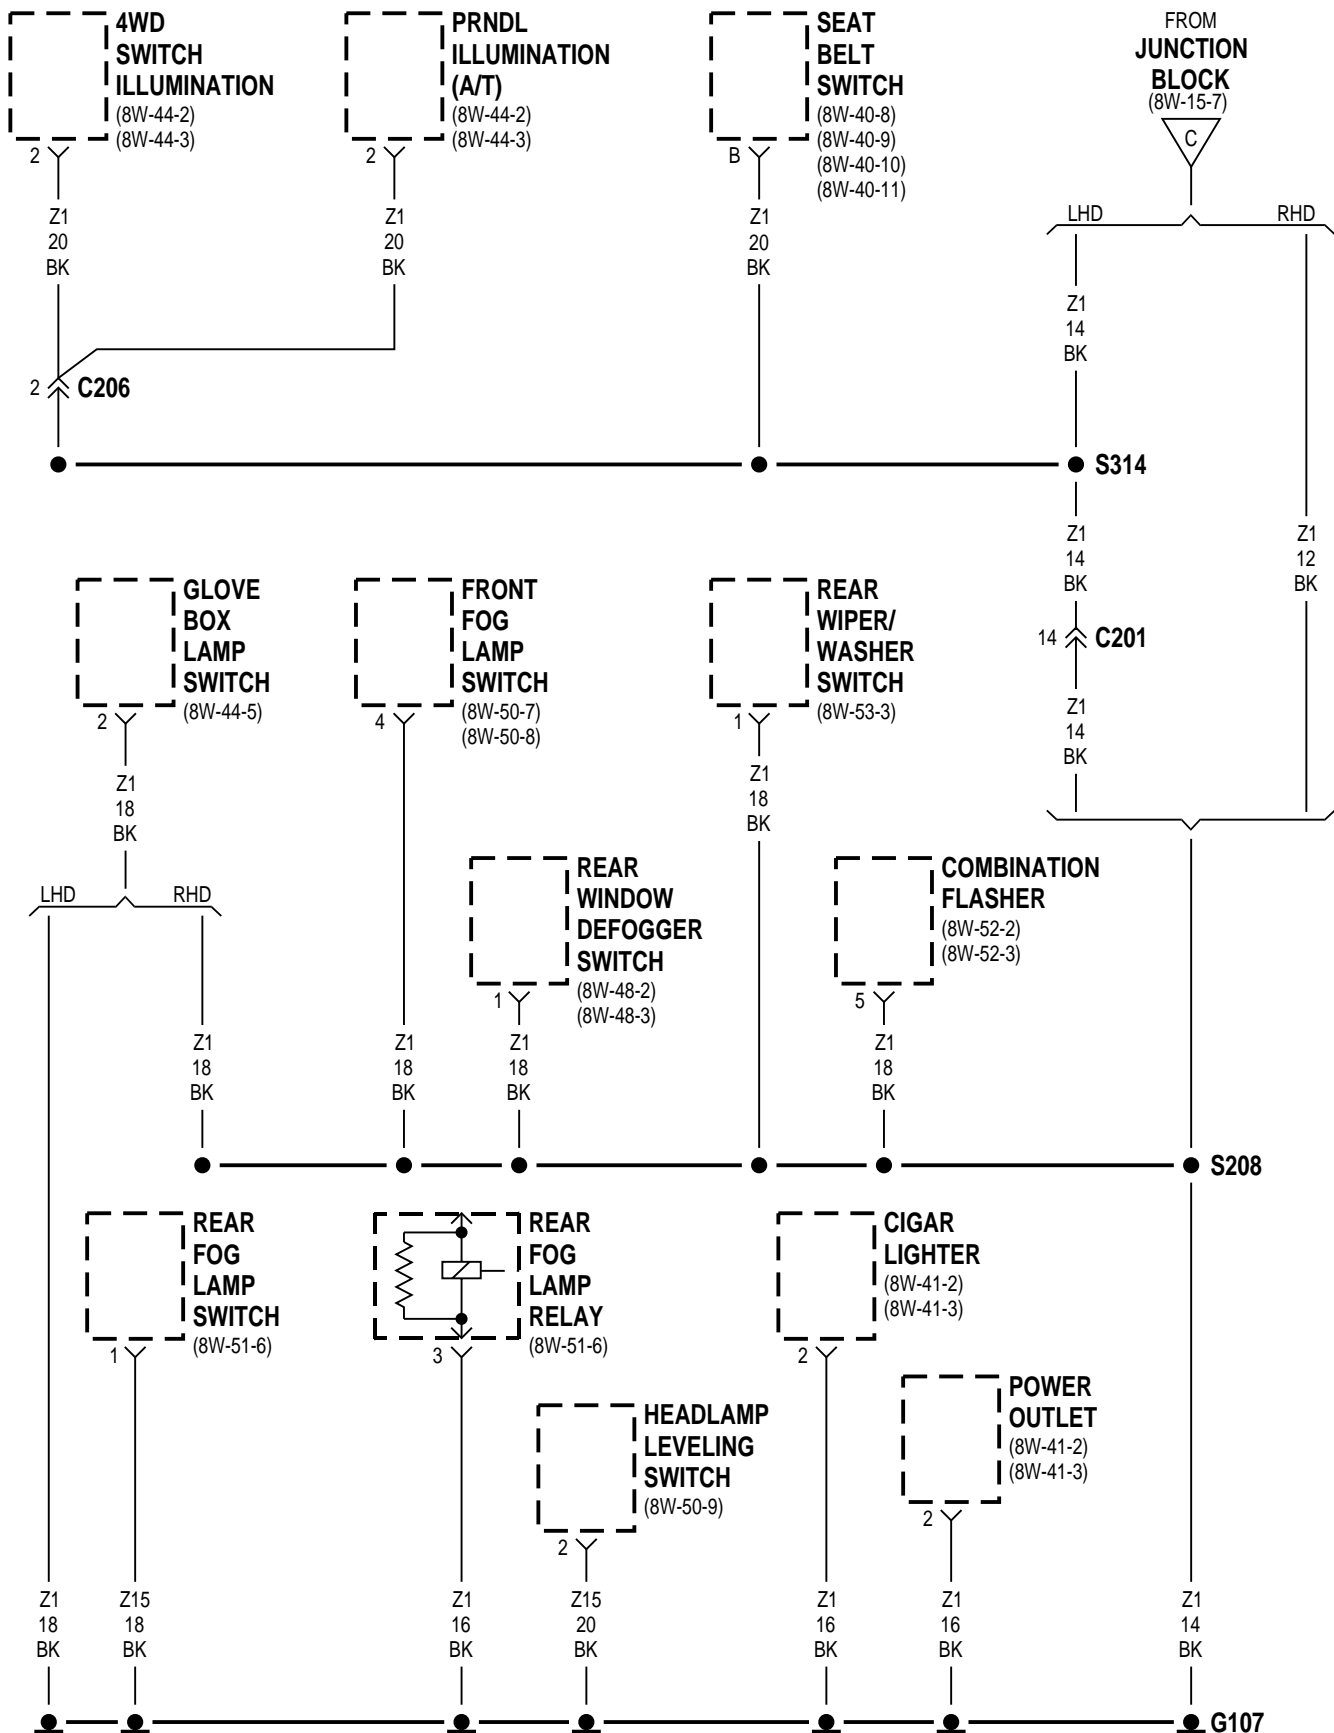 4WD
SWITCH
ILLUMINATION
(8W-44-2)
(8W-44-3)
2
Z1
20
BK
PRNDL
ILLUMINATION
(A/T)
(8W-44-2)
(8W-44-3)
2
Z1
20
BK
SEAT
BELT
SWITCH
(8W-40-8)
(8W-40-9)
(8W-40-10)
(8W-40-11)
B
Z1
20
BK
FROM
JUNCTION
BLOCK
(8W-15-7)
C
LHD
RHD
Z1
14
BK
2
C206
S314
Z1
14
BK
Z1
12
BK
14
C201
Z1
14
BK
GLOVE
BOX
LAMP
SWITCH
(8W-44-5)
2
Z1
18
BK
FRONT
FOG
LAMP
SWITCH
(8W-50-7)
(8W-50-8)
4
REAR
WIPER/
WASHER
SWITCH
(8W-53-3)
1
Z1
18
BK
LHD
RHD
REAR
WINDOW
DEFOGGER
SWITCH
(8W-48-2)
(8W-48-3)
1
COMBINATION
FLASHER
(8W-52-2)
(8W-52-3)
5
Z1
18
BK
Z1
18
BK
Z1
18
BK
Z1
18
BK
S208
REAR
FOG
LAMP
SWITCH
(8W-51-6)
1
REAR
FOG
LAMP
RELAY
(8W-51-6)
3
CIGAR
LIGHTER
(8W-41-2)
(8W-41-3)
2
HEADLAMP
LEVELING
SWITCH
(8W-50-9)
2
POWER
OUTLET
(8W-41-2)
(8W-41-3)
2
Z1
18
BK
Z15
18
BK
Z1
16
BK
Z15
20
BK
Z1
16
BK
Z1
16
BK
Z1
14
BK
G107